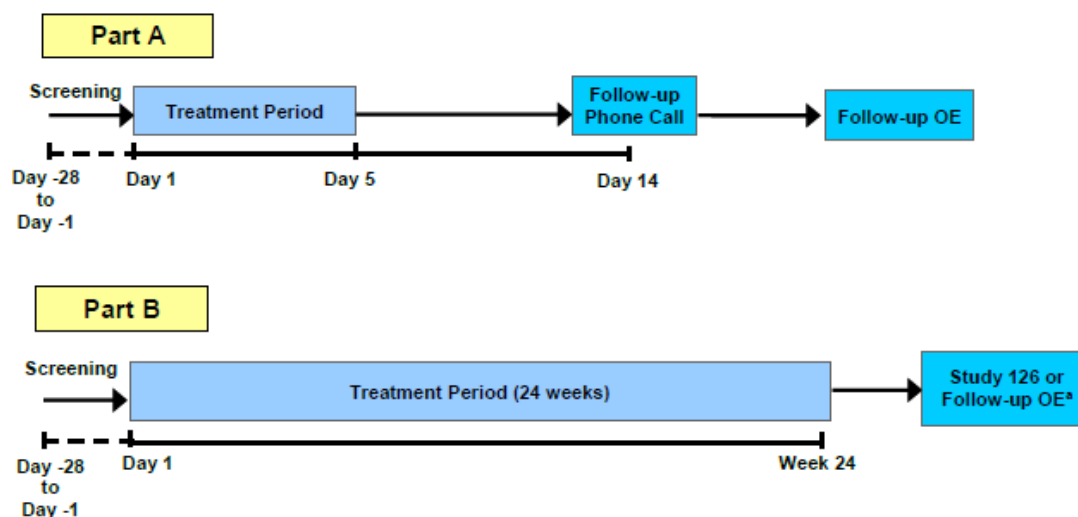 Part A
Screening
Treatment Period
Follow-up
Phone Call
Follow-up OE
Day -28
to
Day -1
Day 1
Day 5
Day 14
Part B
Screening
Treatment Period (24 weeks)
Study 126 or
Follow-up OEª
Day -28
to
Day -1
Day 1
Week 24